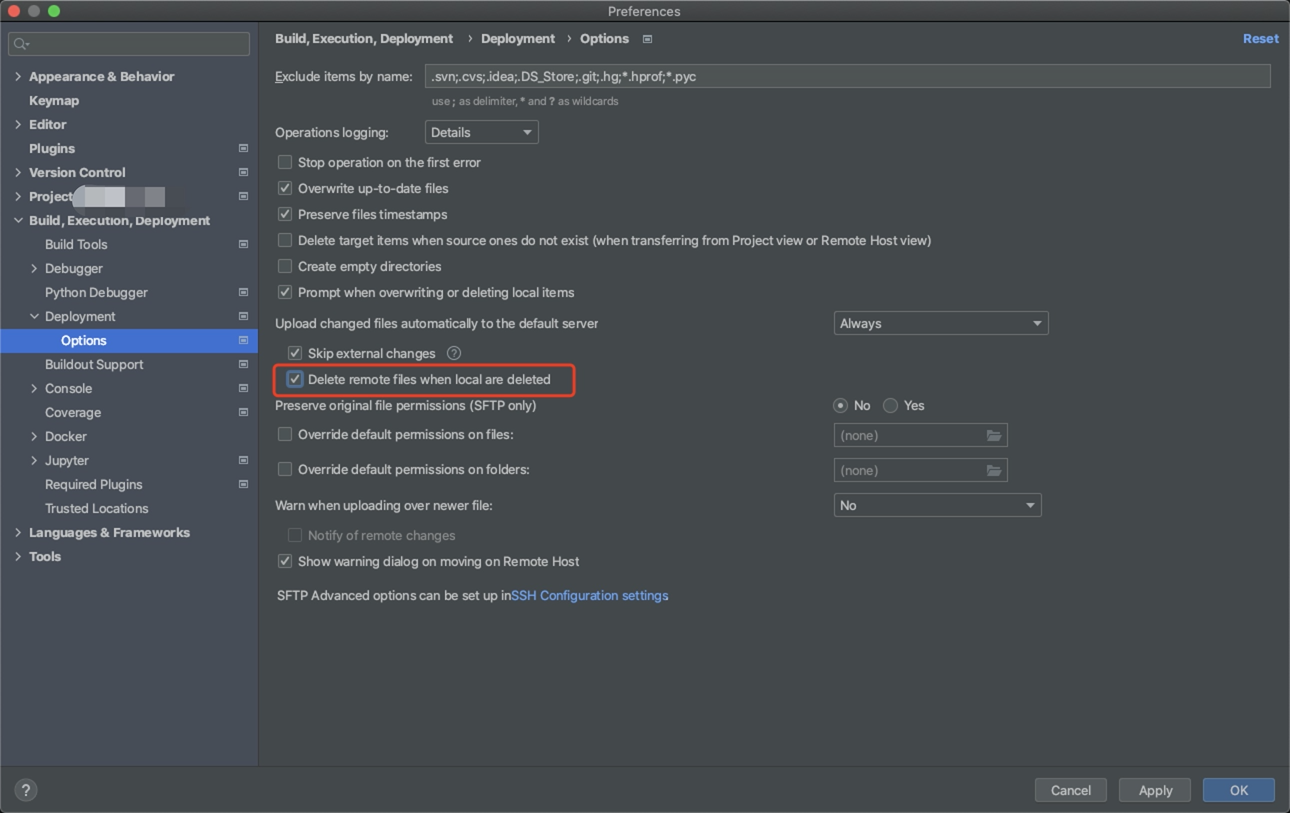 Preferences
Build, Execution, Deployment › Deployment › Options
Reset
Appearance & Behavior
Keymap
Editor
Plugins
Version Control
Project
Build, Execution, Deployment
Build Tools
Debugger
Python Debugger
Deployment
Options
Buildout Support
Console
Coverage
Docker
Jupyter
Required Plugins
Trusted Locations
Languages & Frameworks
Tools
Exclude items by name: .svn;.cvs;.idea;.DS_Store;.git;.hg;*.hprof;*.pyc
use ; as delimiter, * and ? as wildcards
Operations logging: Details
Stop operation on the first error
Overwrite up-to-date files
Preserve files timestamps
Delete target items when source ones do not exist (when transferring from Project view or Remote Host view)
Create empty directories
Prompt when overwriting or deleting local items
Upload changed files automatically to the default server Always
Skip external changes ?
Delete remote files when local are deleted
Preserve original file permissions (SFTP only) No Yes
Override default permissions on files: (none)
Override default permissions on folders: (none)
Warn when uploading over newer file: No
Notify of remote changes
Show warning dialog on moving on Remote Host
SFTP Advanced options can be set up inSSH Configuration settings.
? Cancel Apply OK